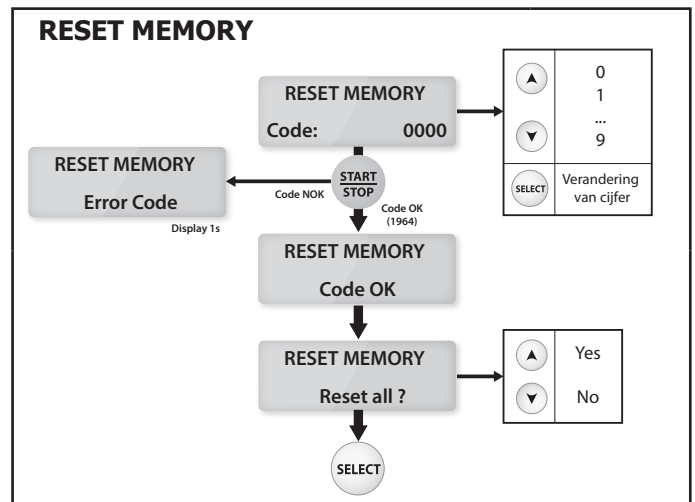 RESET MEMORY
RESET MEMORY
Code: 0000
0
1
...
9
SELECT
Verandering
van cijfer
RESET MEMORY
Error Code
Display 1s
Code NOK
START
STOP
Code OK
(1964)
RESET MEMORY
Code OK
RESET MEMORY
Reset all ?
Yes
No
SELECT